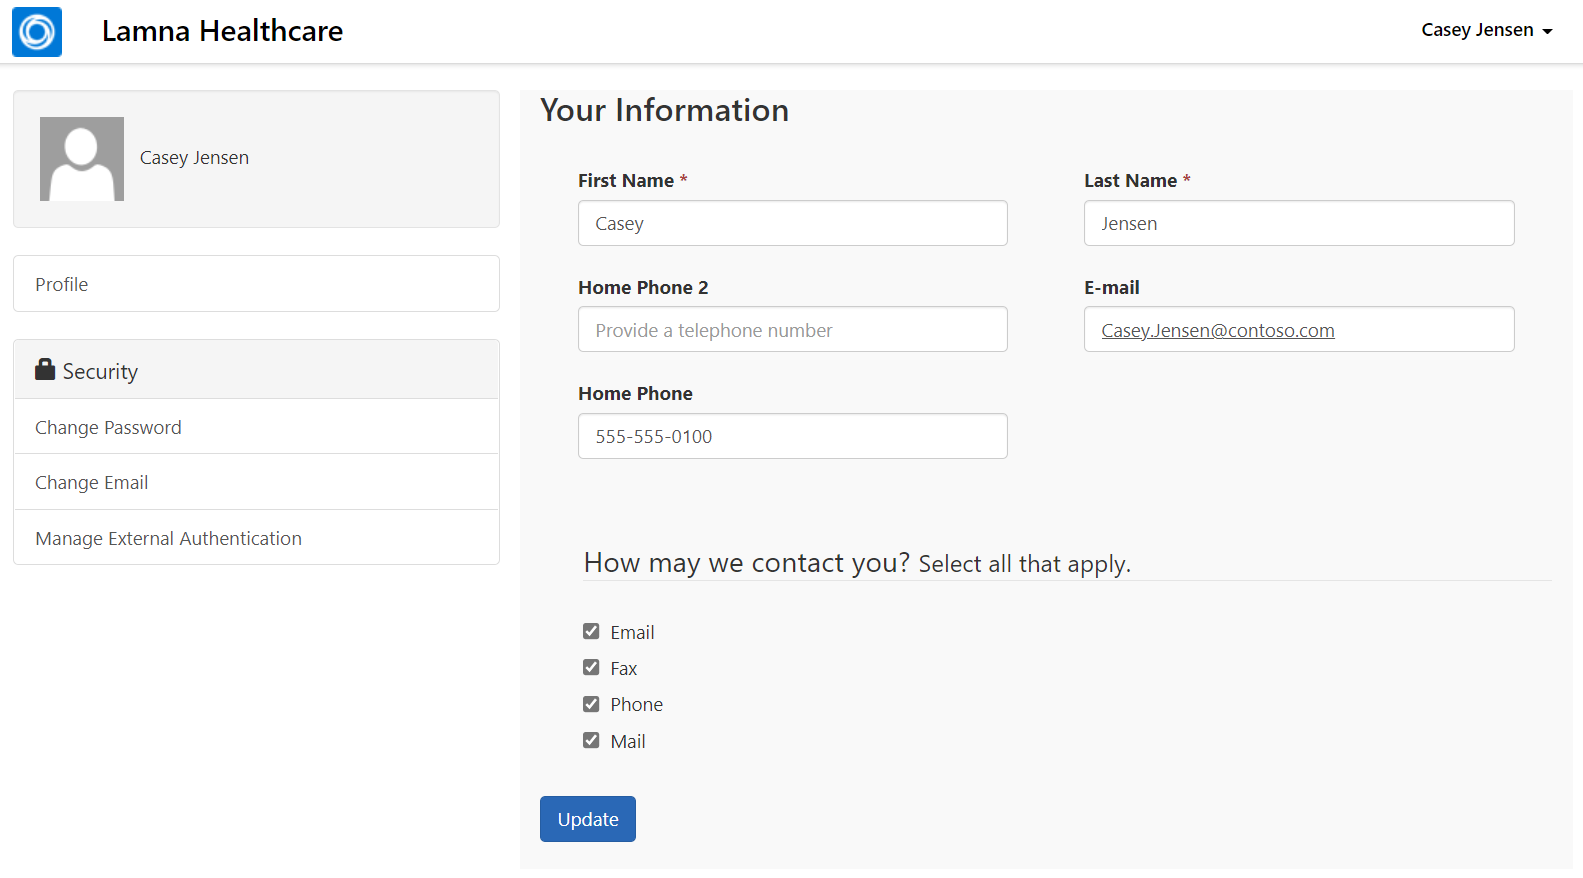 Lamna Healthcare
Casey Jensen
Casey Jensen
Profile
Security
Change Password
Change Email
Manage External Authentication
Your Information
First Name *
Last Name *
Casey
Jensen
Home Phone 2
E-mail
Provide a telephone number
Casey.Jensen@contoso.com
Home Phone
555-555-0100
How may we contact you? Select all that apply.
Email
Fax
Phone
Mail
Update